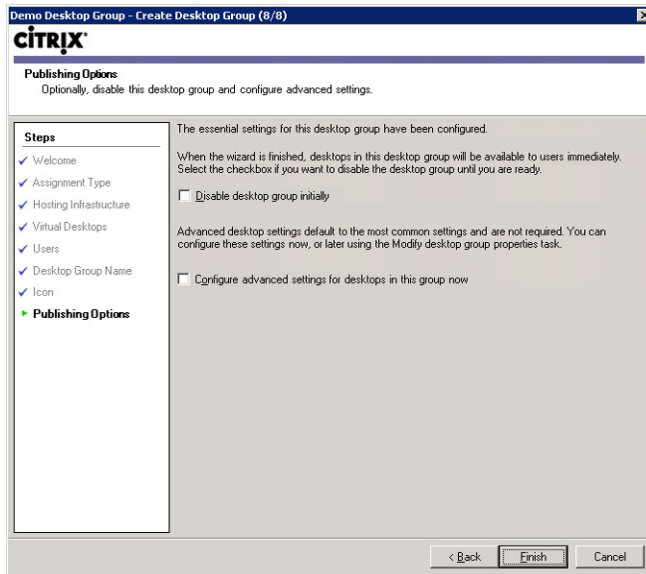 Demo Desktop Group - Create Desktop Group (8/8)
CITRIX
Publishing Options
Optionally, disable this desktop group and configure advanced settings.
Steps
Welcome
Assignment Type
Hosting Infrastructure
Virtual Desktops
Users
Desktop Group Name
Icon
Publishing Options
The essential settings for this desktop group have been configured.
When the wizard is finished, desktops in this desktop group will be available to users immediately.
Select the checkbox if you want to disable the desktop group until you are ready.
Disable desktop group initially
Advanced desktop settings default to the most common settings and are not required. You can
configure these settings now, or later using the Modify desktop group properties task.
Configure advanced settings for desktops in this group now
< Back
Finish
Cancel